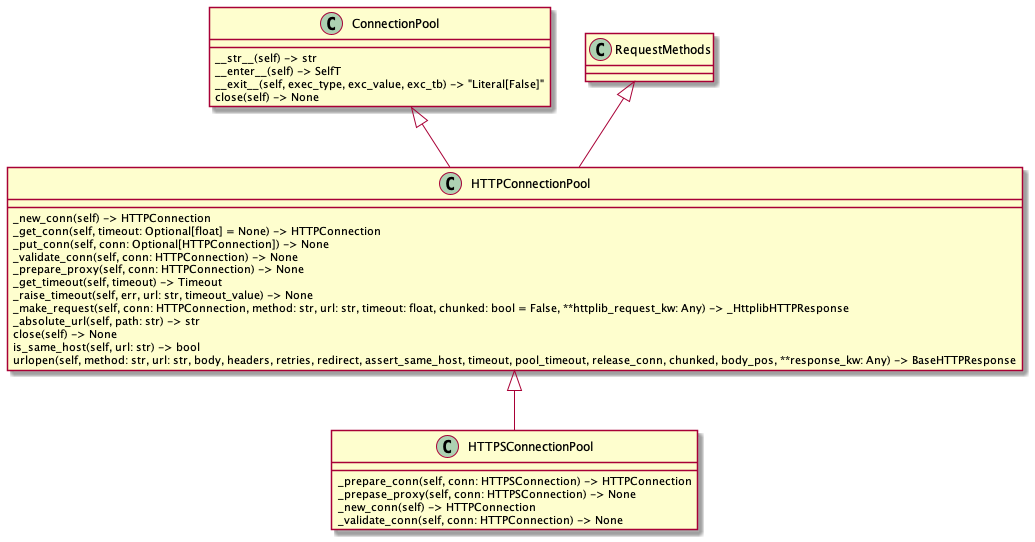 C ConnectionPool
__str__(self) -> str
__enter__(self) -> SelfT
__exit__(self, exec_type, exc_value, exc_tb) -> "Literal[False]"
close(self) -> None
C RequestMethods
C HTTPConnectionPool
_new_conn(self) -> HTTPConnection
_get_conn(self, timeout: Optional[float] = None) -> HTTPConnection
_put_conn(self, conn: Optional[HTTPConnection]) -> None
_validate_conn(self, conn: HTTPConnection) -> None
_prepare_proxy(self, conn: HTTPConnection) -> None
_get_timeout(self, timeout) -> Timeout
_raise_timeout(self, err, url: str, timeout_value) -> None
_make_request(self, conn: HTTPConnection, method: str, url: str, timeout: float, chunked: bool = False, **httplib_request_kw: Any) -> _HttplibHTTPResponse
_absolute_url(self, path: str) -> str
close(self) -> None
is_same_host(self, url: str) -> bool
urlopen(self, method: str, url: str, body, headers, retries, redirect, assert_same_host, timeout, pool_timeout, release_conn, chunked, body_pos, **response_kw: Any) -> BaseHTTPResponse
C HTTPSConnectionPool
_prepare_conn(self, conn: HTTPSConnection) -> HTTPConnection
_prepase_proxy(self, conn: HTTPSConnection) -> None
_new_conn(self) -> HTTPConnection
_validate_conn(self, conn: HTTPConnection) -> None